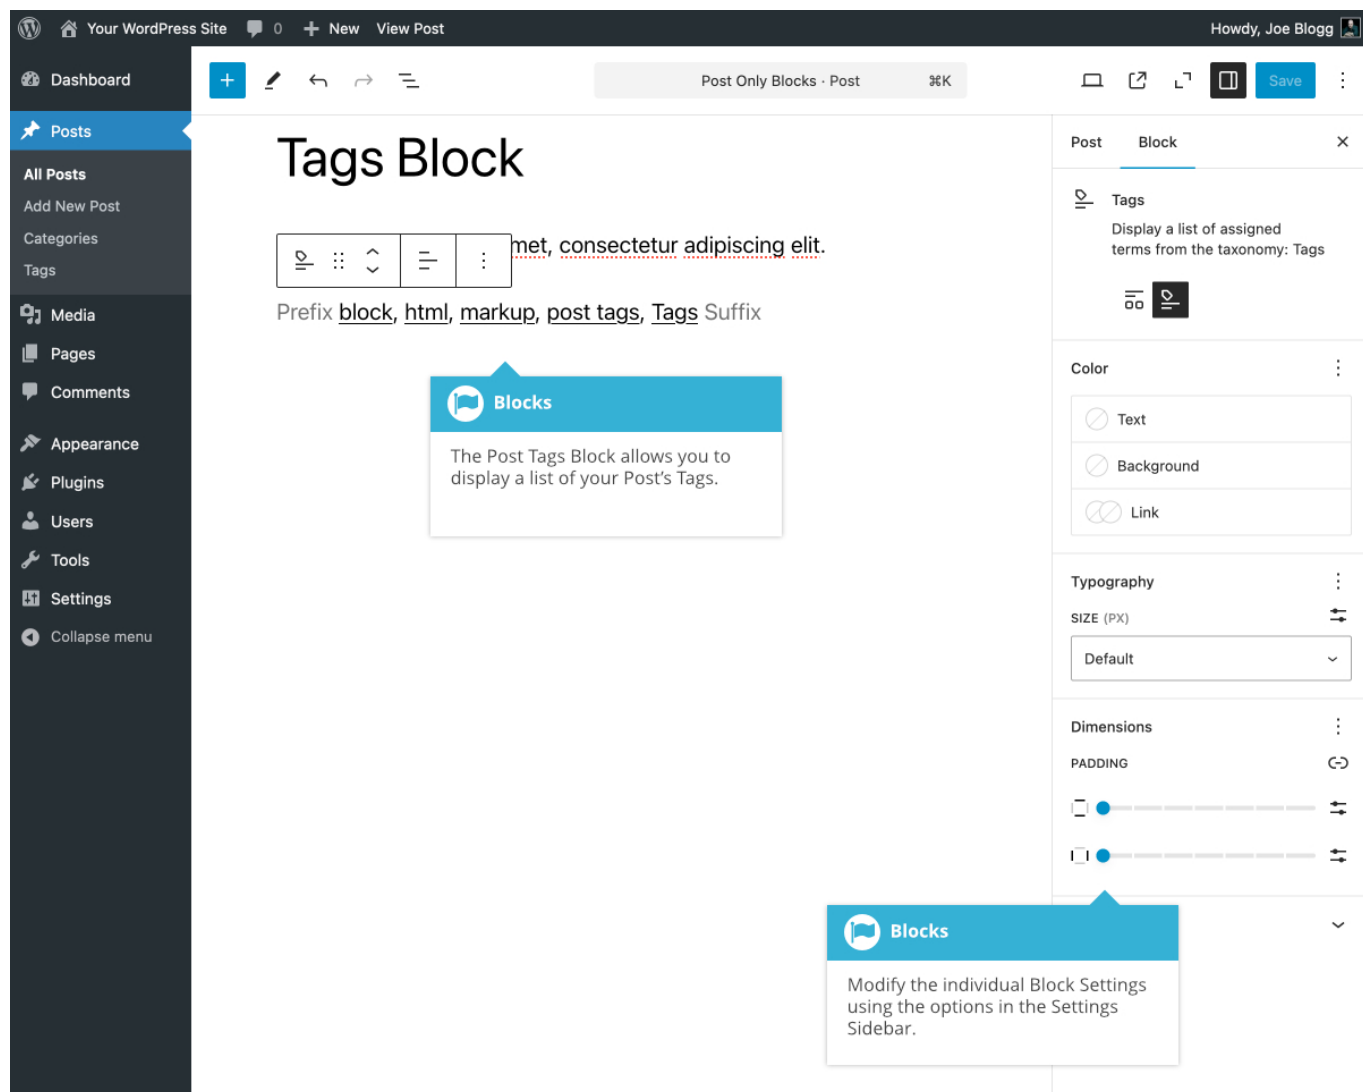 Your WordPress Site 0 New View Post Howdy, Joe Blogg
Dashboard
Posts
All Posts
Add New Post
Categories
Tags
Media
Pages
Comments
Appearance
Plugins
Users
Tools
Settings
Collapse menu
Post Only Blocks · Post ⌘K
Save
Tags Block
met, consectetur adipiscing elit.
Prefix block, html, markup, post tags, Tags Suffix
Blocks
The Post Tags Block allows you to
display a list of your Post’s Tags.
Post Block
Tags
Display a list of assigned
terms from the taxonomy: Tags
Color
Text
Background
Link
Typography
SIZE (PX)
Default
Dimensions
PADDING
Blocks
Modify the individual Block Settings
using the options in the Settings
Sidebar.